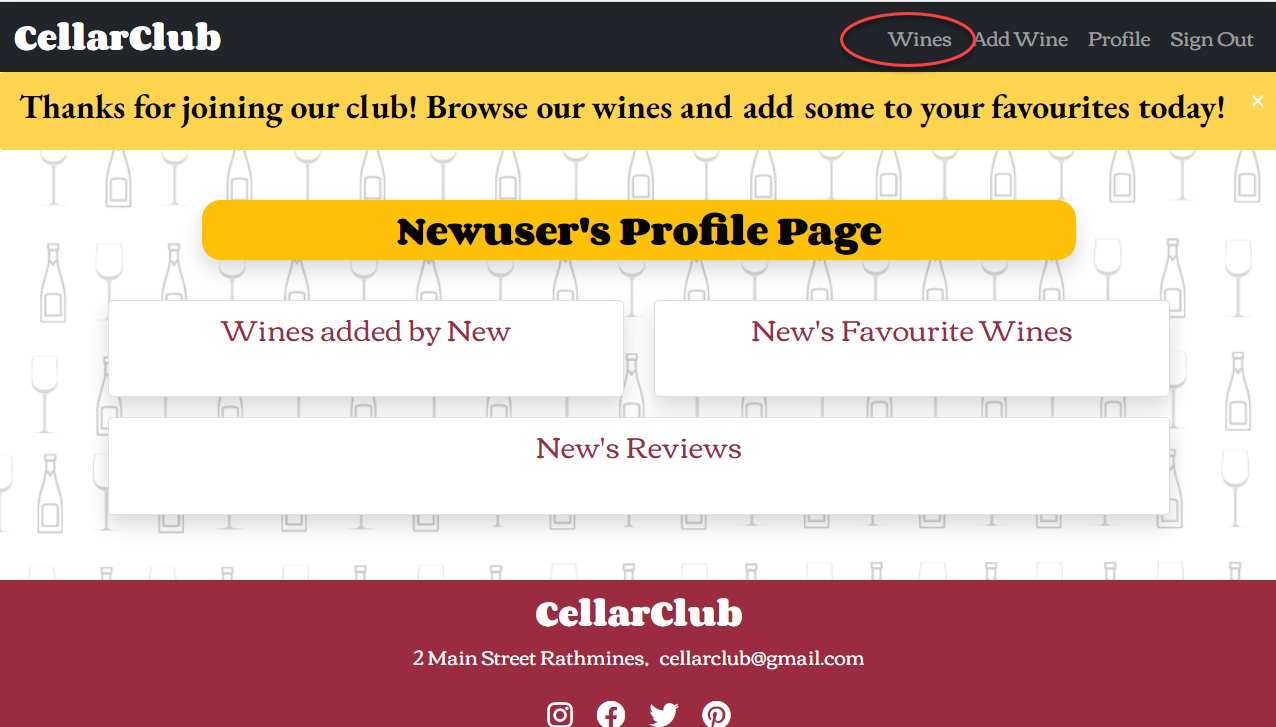 CellarClub
Wines Add Wine Profile Sign Out
Thanks for joining our club! Browse our wines and add some to your favourites today! ×
Newuser's Profile Page
Wines added by New
New's Favourite Wines
New's Reviews
CellarClub
2 Main Street Rathmines, cellarclub@gmail.com